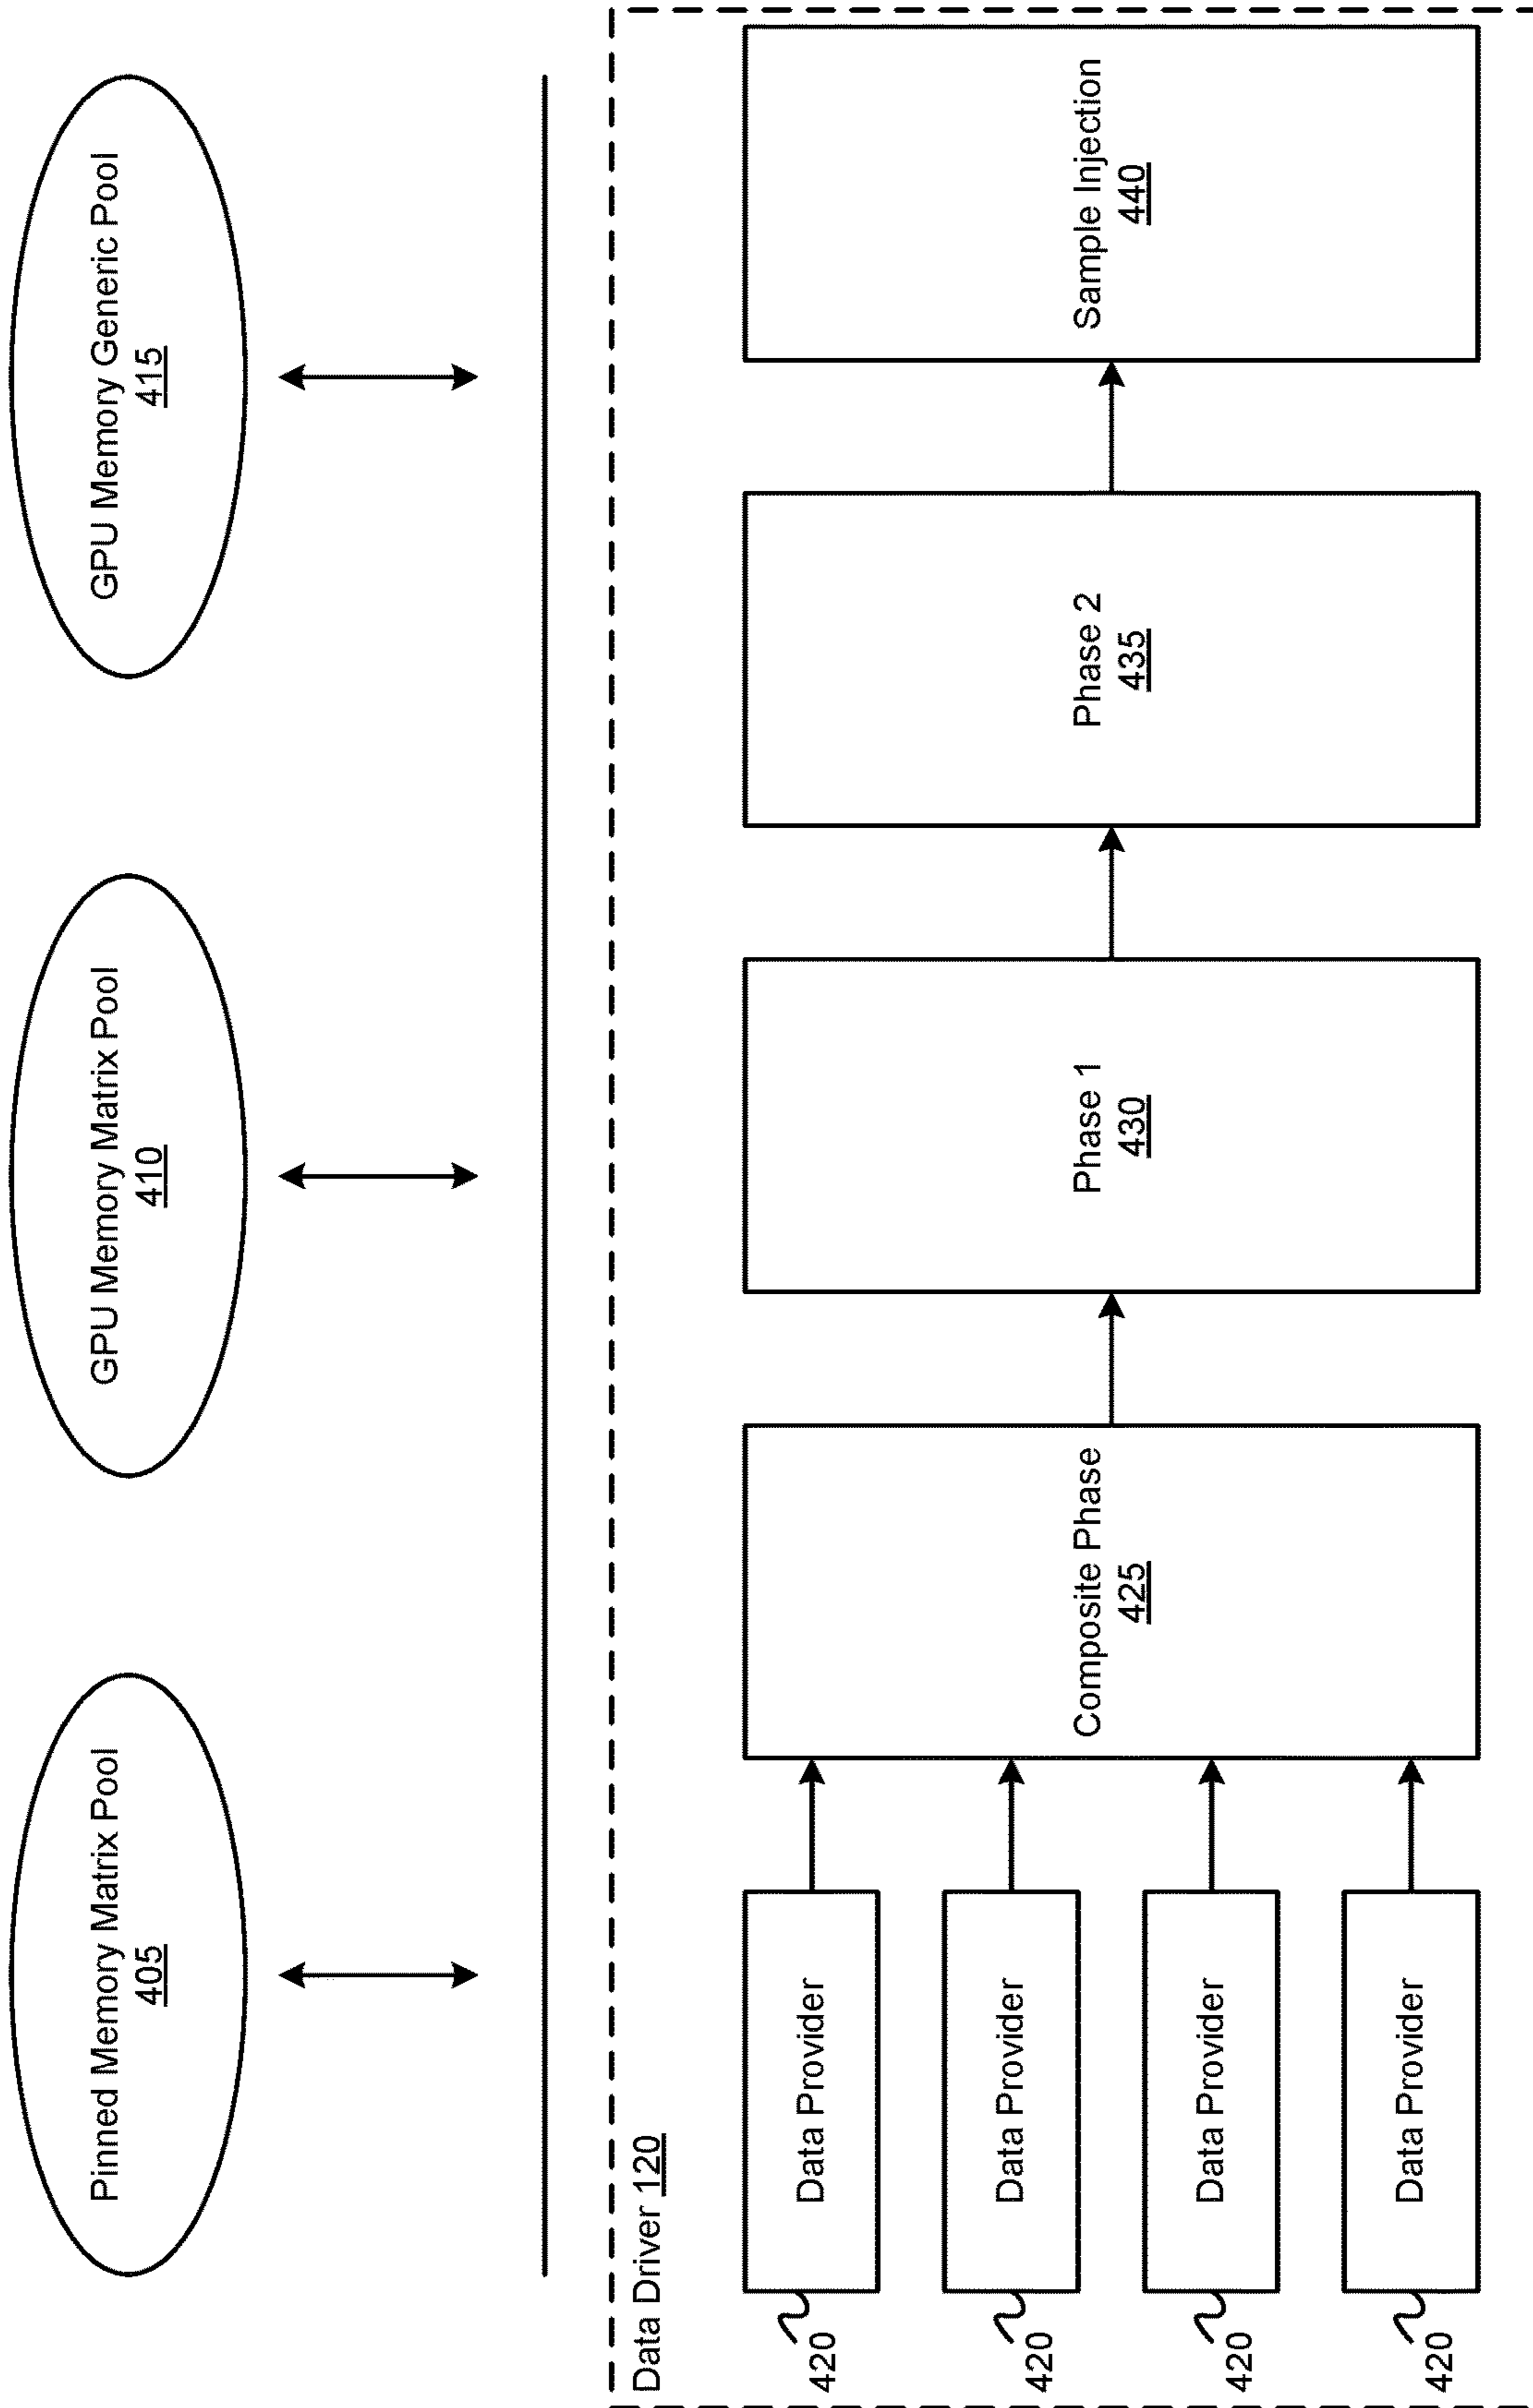 Pinned Memory Matrix Pool
405
GPU Memory Matrix Pool
410
GPU Memory Generic Pool
415
Data Driver 120
420
Data Provider
420
Data Provider
420
Data Provider
420
Data Provider
Composite Phase
425
Phase 1
430
Phase 2
435
Sample Injection
440